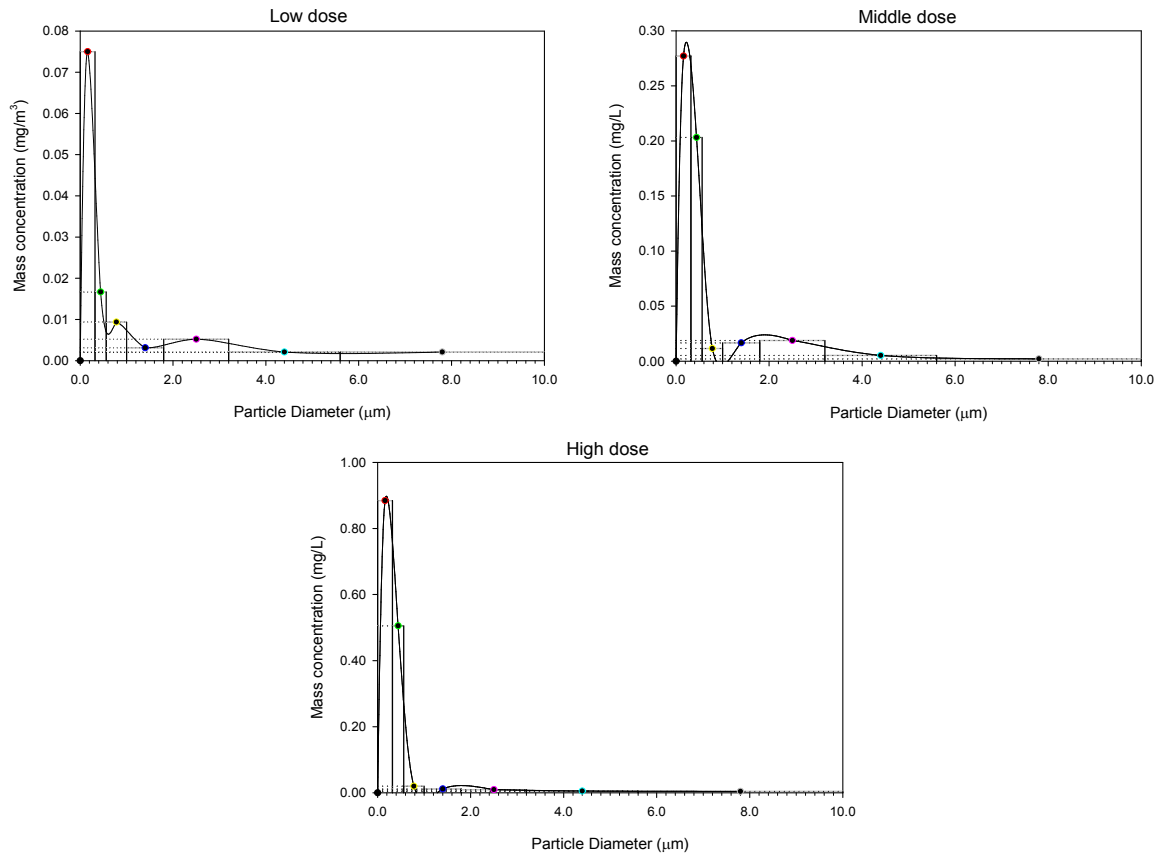 Low dose
Mass concentration (mg/m³)
0.08
0.07
0.06
0.05
0.04
0.03
0.02
0.01
0.00
0.0 2.0 4.0 6.0 8.0 10.0
Particle Diameter (μm)
Middle dose
Mass concentration (mg/L)
0.30
0.25
0.20
0.15
0.10
0.05
0.00
0.0 2.0 4.0 6.0 8.0 10.0
Particle Diameter (μm)
High dose
Mass concentration (mg/L)
1.00
0.80
0.60
0.40
0.20
0.00
0.0 2.0 4.0 6.0 8.0 10.0
Particle Diameter (μm)